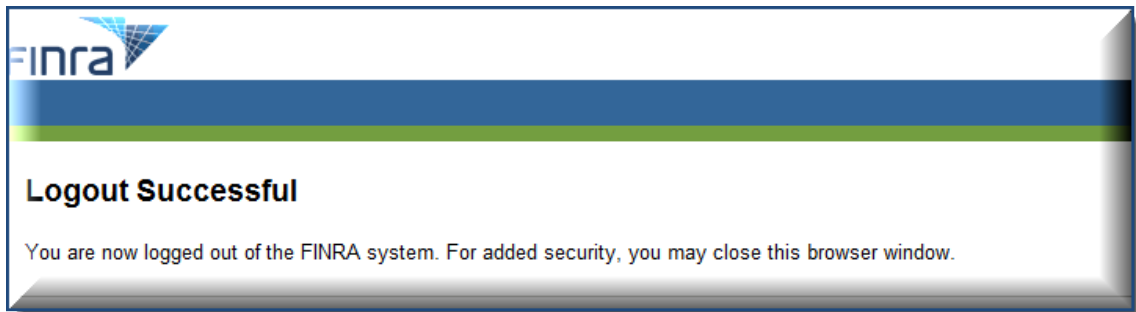 FINra
Logout Successful
You are now logged out of the FINRA system. For added security, you may close this browser window.